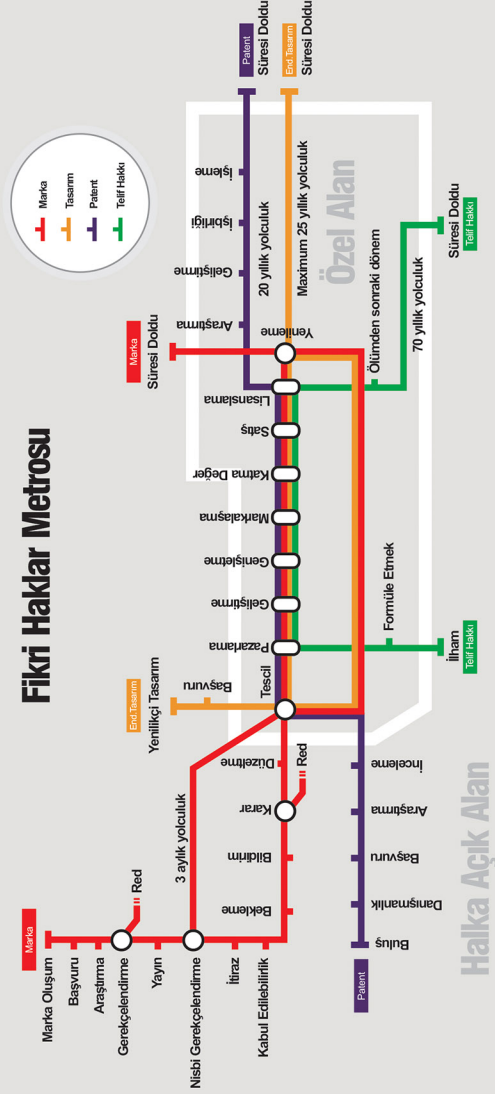 Fikri Haklar Metrosu
Marka
Tasarım
Patent
Telif Hakkı
Marka
Marka Oluşum
Başvuru
Araştırma
Gerekçelendirme
Red
Yayın
Nisbi Gerekçelendirme
3 aylık yolculuk
İtiraz
Kabul Edilebilirlik
Bekleme
Bildirim
Karar
Red
Düzeltme
Tescil
End.Tasarım
Yenilikçi Tasarım
Başvuru
Patent
Buluş
Danışmanlık
Başvuru
Araştırma
İnceleme
Telif Hakkı
İlham
Formüle Etmek
Pazarlama
Geliştirme
Genişletme
Markalaşma
Katma Değer
Satış
Lisanslama
Yenileme
Marka
Süresi Doldu
Araştırma
Geliştirme
İşbirliği
İşleme
20 yıllık yolculuk
Patent
Süresi Doldu
Maximum 25 yıllık yolculuk
End.Tasarım
Süresi Doldu
Özel Alan
Ölümden sonraki dönem
70 yıllık yolculuk
Süresi Doldu
Telif Hakkı
Halka Açık Alan